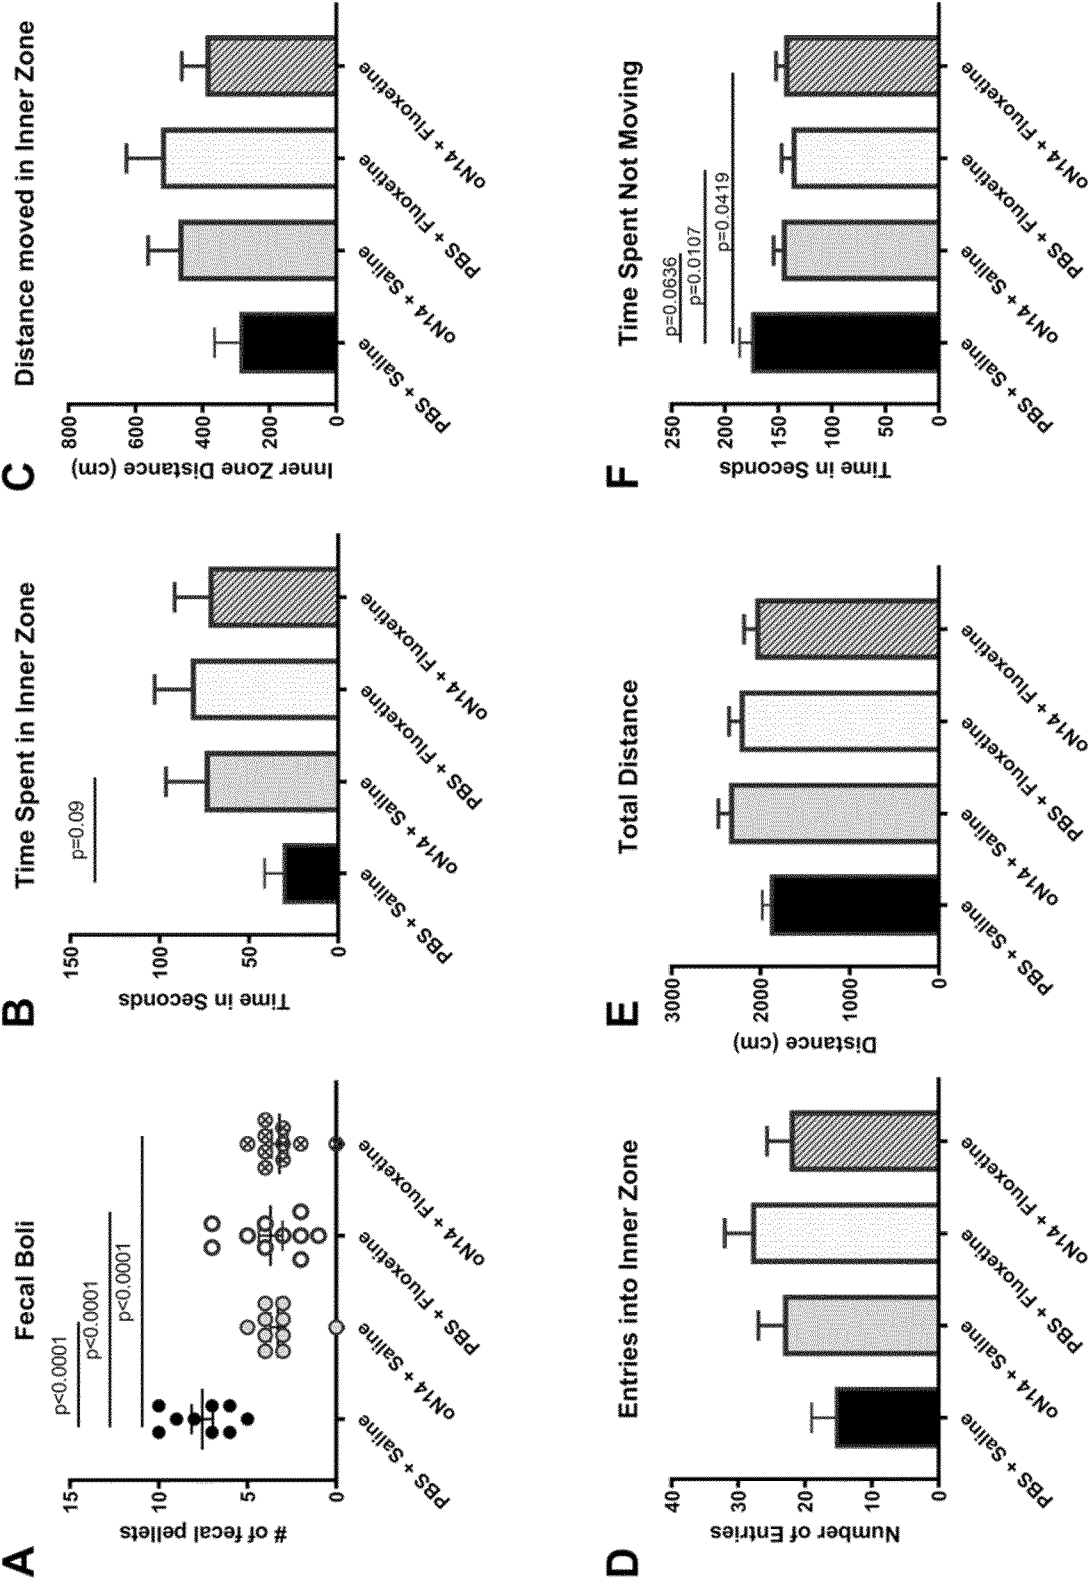 A
Fecal Boli
p<0.0001
p<0.0001
p<0.0001
# of fecal pellets
15
10
5
0
PBS + Saline
oN14 + Saline
PBS + Fluoxetine
oN14 + Fluoxetine
B
Time Spent in Inner Zone
p=0.09
Time in Seconds
150
100
50
0
PBS + Saline
oN14 + Saline
PBS + Fluoxetine
oN14 + Fluoxetine
C
Distance moved in Inner Zone
Inner Zone Distance (cm)
800
600
400
200
0
PBS + Saline
oN14 + Saline
PBS + Fluoxetine
oN14 + Fluoxetine
D
Entries into Inner Zone
Number of Entries
40
30
20
10
0
PBS + Saline
oN14 + Saline
PBS + Fluoxetine
oN14 + Fluoxetine
E
Total Distance
Distance (cm)
3000
2000
1000
0
PBS + Saline
oN14 + Saline
PBS + Fluoxetine
oN14 + Fluoxetine
F
Time Spent Not Moving
p=0.0636
p=0.0107
p=0.0419
Time in Seconds
250
200
150
100
50
0
PBS + Saline
oN14 + Saline
PBS + Fluoxetine
oN14 + Fluoxetine